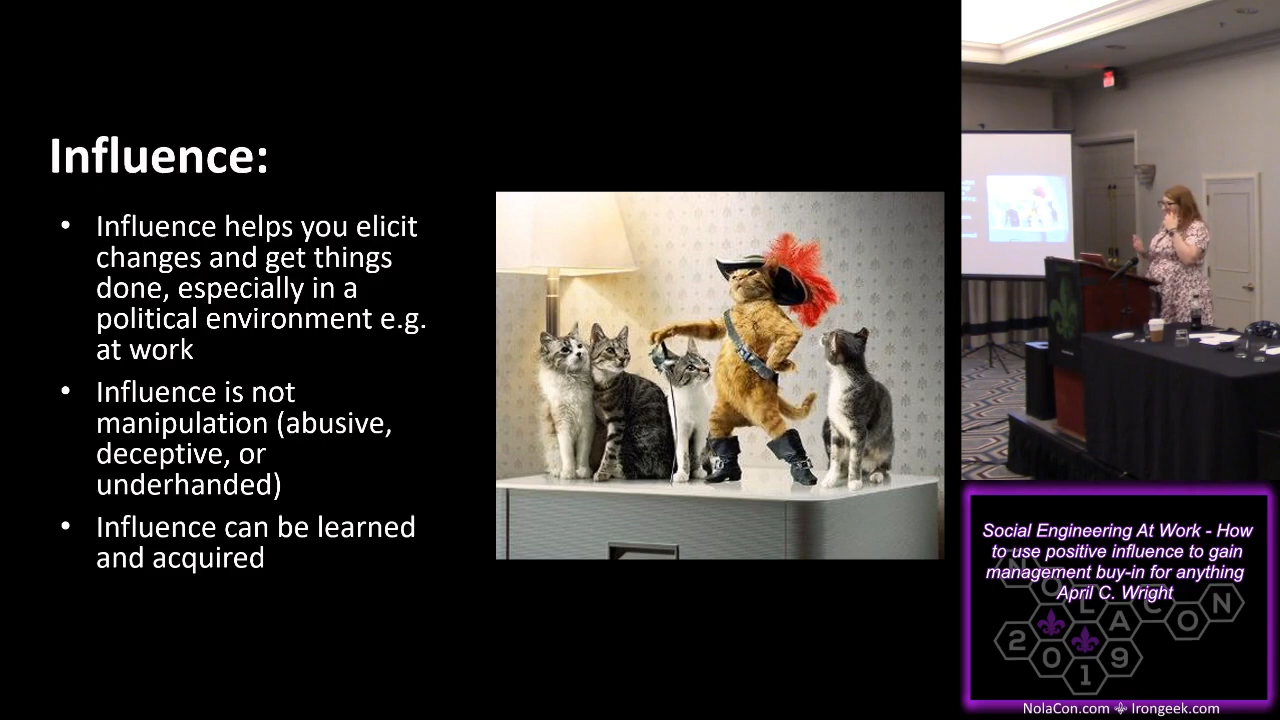 Influence:
• Influence helps you elicit
changes and get things
done, especially in a
political environment e.g.
at work
• Influence is not
manipulation (abusive,
deceptive, or
underhanded)
• Influence can be learned
and acquired
Social Engineering At Work - How
to use positive influence to gain
management buy-in for anything
April C. Wright
NOLACON
2019
NolaCon.com ⚜ Irongeek.com